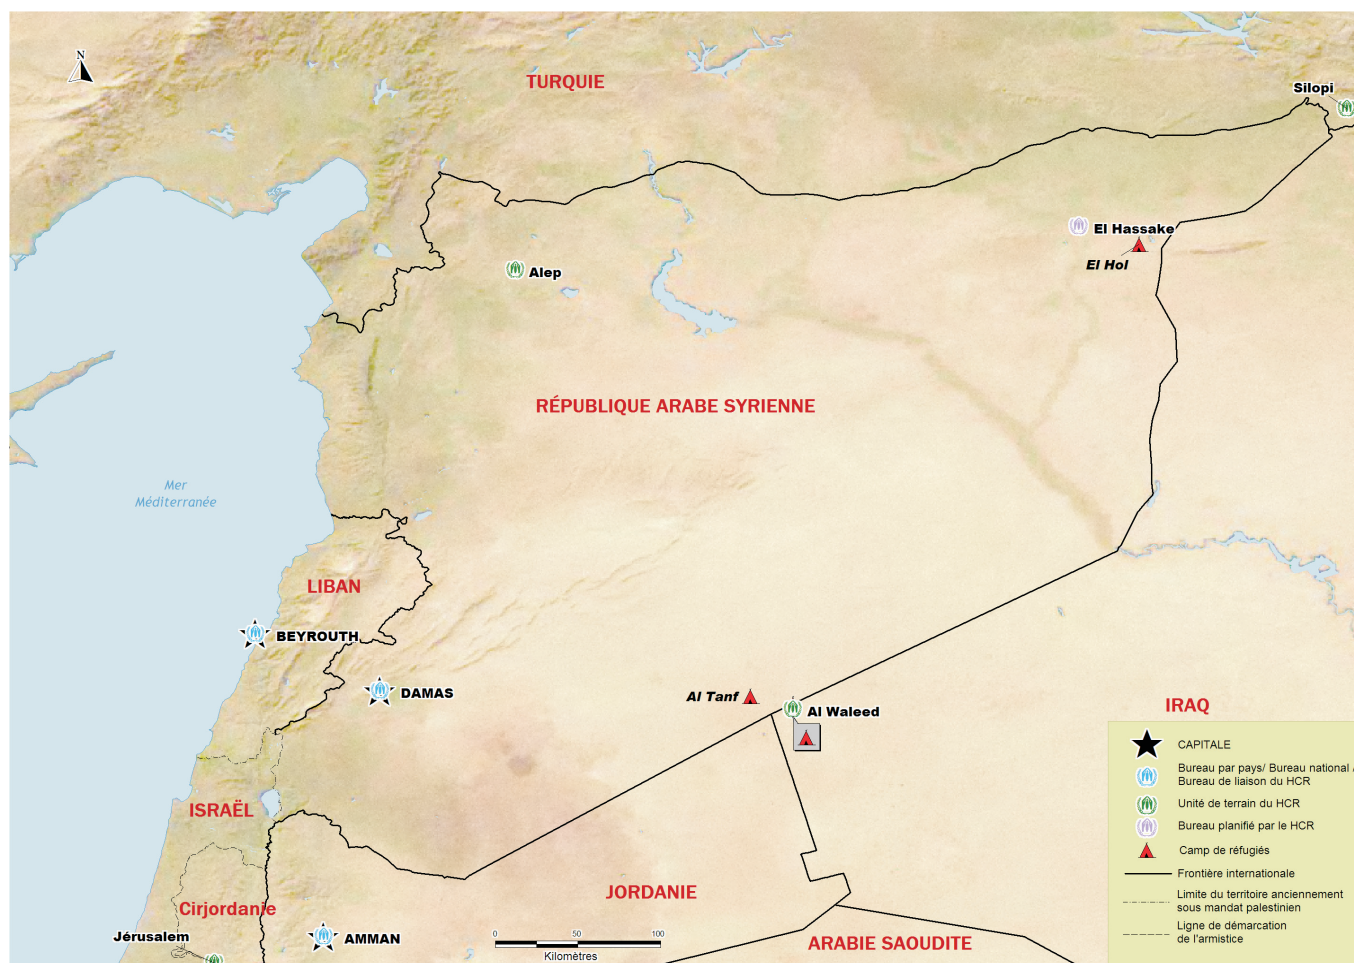 N
TURQUIE
Silopi
El Hassake
El Hol
Alep
RÉPUBLIQUE ARABE SYRIENNE
Mer
Méditerranée
LIBAN
BEYROUTH
DAMAS
Al Tanf
Al Waleed
IRAQ
ISRAËL
JORDANIE
Cirjordanie
Jérusalem
AMMAN
ARABIE SAOUDITE
0 50 100
Kilomètres
CAPITALE
Bureau par pays/ Bureau national /
Bureau de liaison du HCR
Unité de terrain du HCR
Bureau planifié par le HCR
Camp de réfugiés
Frontière internationale
Limite du territoire anciennement
sous mandat palestinien
Ligne de démarcation
de l'armistice